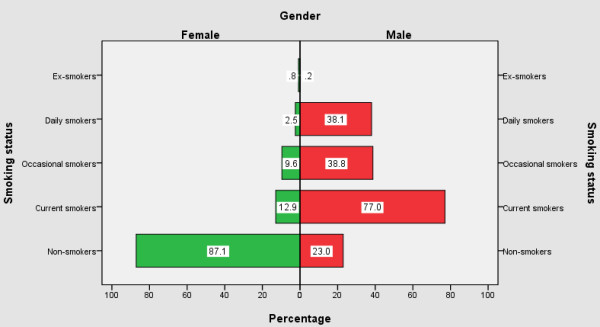 Gender
Female Male
Ex-smokers .8 .2 Ex-smokers
Daily smokers 2.5 38.1 Daily smokers
Occasional smokers 9.6 38.8 Occasional smokers
Current smokers 12.9 77.0 Current smokers
Non-smokers 87.1 23.0 Non-smokers
Smoking status
Smoking status
100 80 60 40 20 0 20 40 60 80 100
Percentage